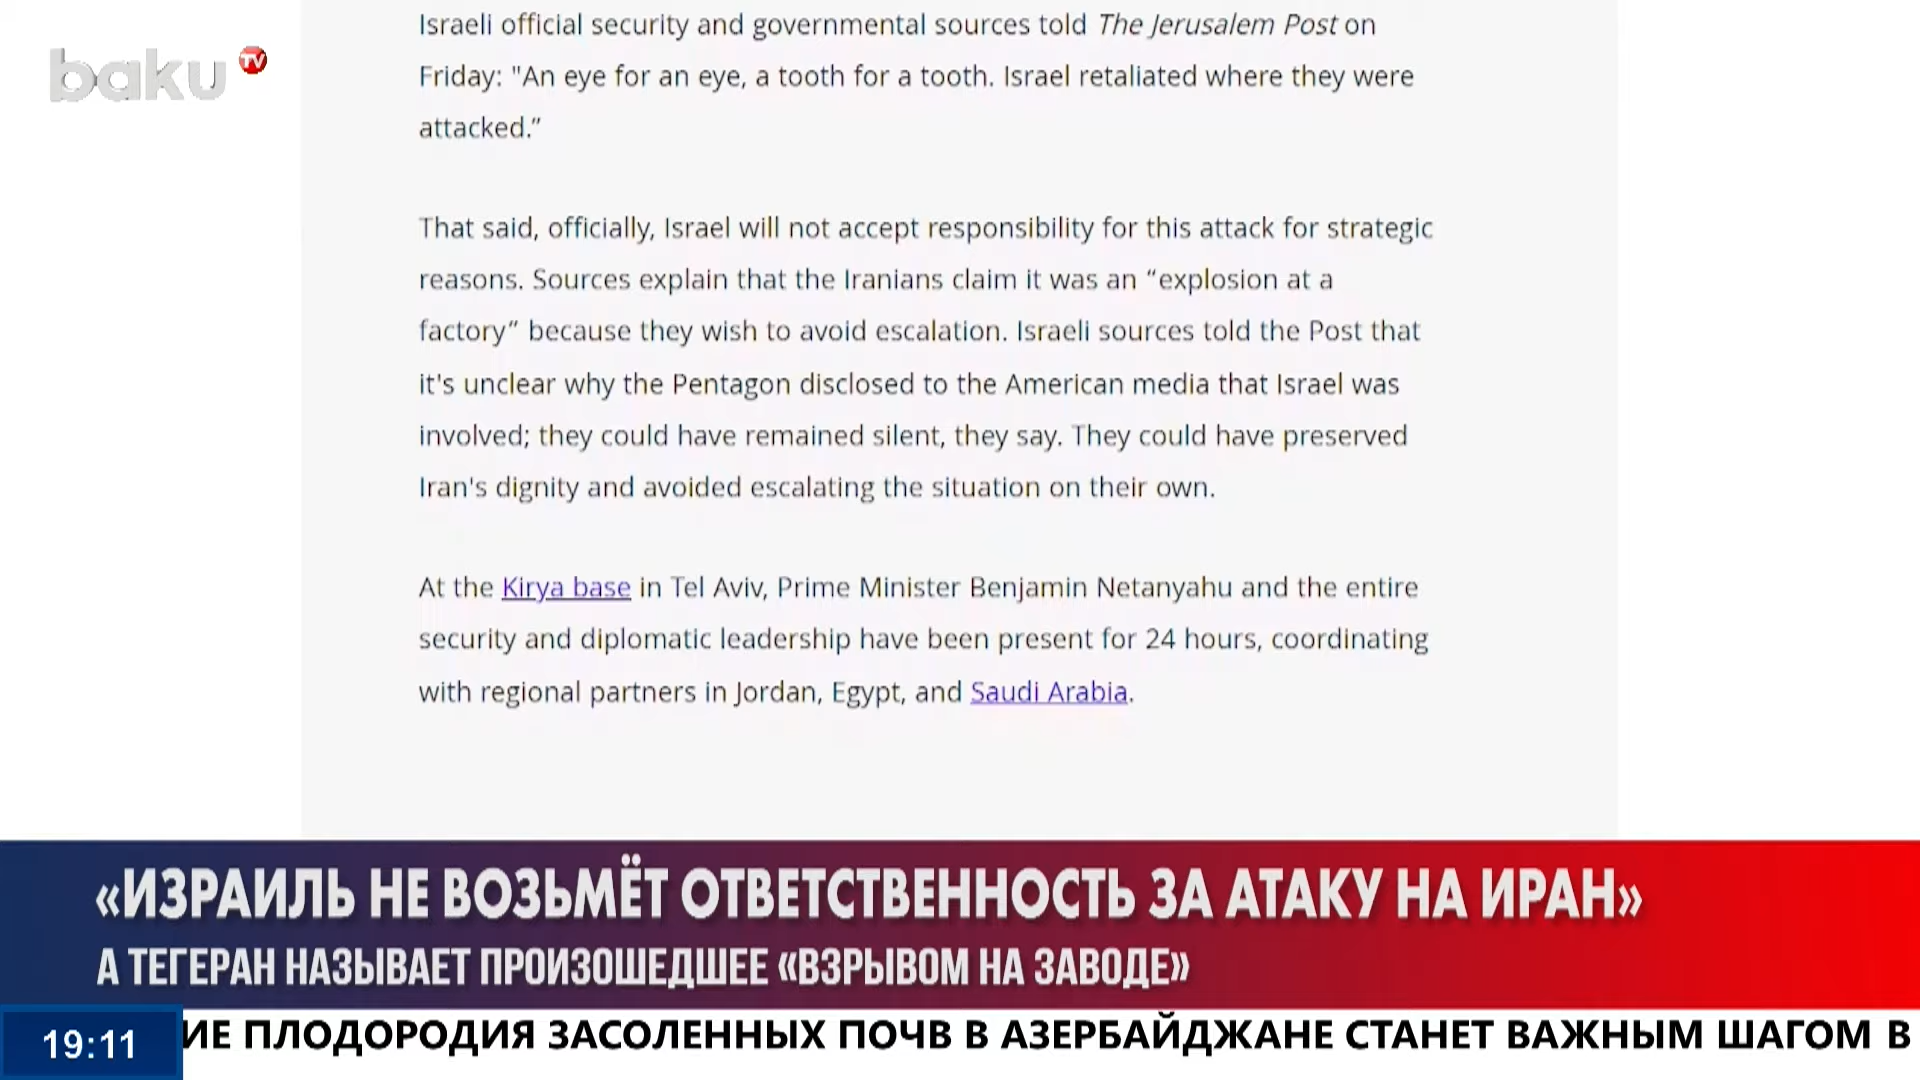 baku TV
Israeli official security and governmental sources told The Jerusalem Post on
Friday: "An eye for an eye, a tooth for a tooth. Israel retaliated where they were
attacked.”
That said, officially, Israel will not accept responsibility for this attack for strategic
reasons. Sources explain that the Iranians claim it was an “explosion at a
factory” because they wish to avoid escalation. Israeli sources told the Post that
it's unclear why the Pentagon disclosed to the American media that Israel was
involved; they could have remained silent, they say. They could have preserved
Iran's dignity and avoided escalating the situation on their own.
At the Kirya base in Tel Aviv, Prime Minister Benjamin Netanyahu and the entire
security and diplomatic leadership have been present for 24 hours, coordinating
with regional partners in Jordan, Egypt, and Saudi Arabia.
«ИЗРАИЛЬ НЕ ВОЗЬМЁТ ОТВЕТСТВЕННОСТЬ ЗА АТАКУ НА ИРАН»
А ТЕГЕРАН НАЗЫВАЕТ ПРОИЗОШЕДШЕЕ «ВЗРЫВОМ НА ЗАВОДЕ»
19:11 ИЕ ПЛОДОРОДИЯ ЗАСОЛЕННЫХ ПОЧВ В АЗЕРБАЙДЖАНЕ СТАНЕТ ВАЖНЫМ ШАГОМ В